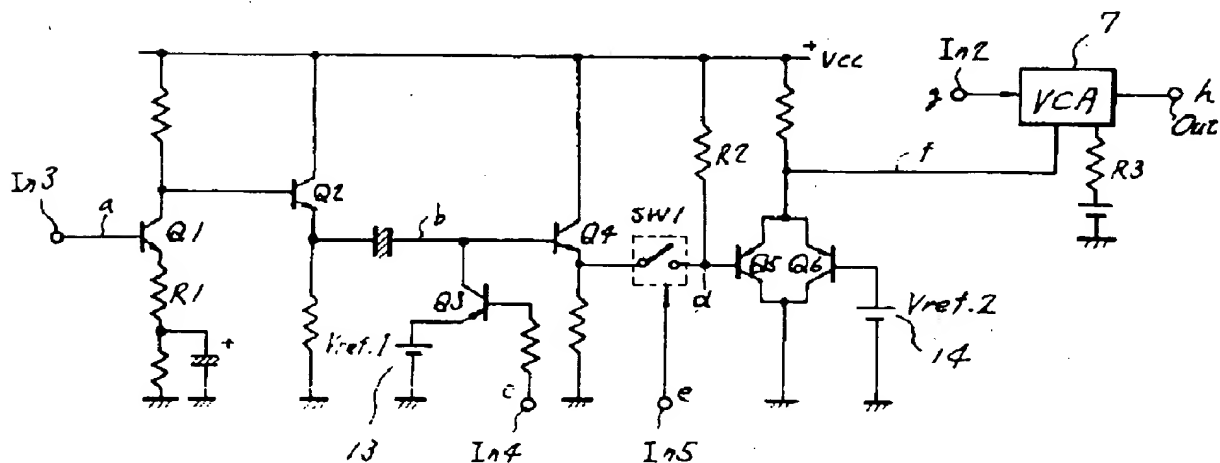 7
+Vcc
In2
g
VCA
h
Out
In3
a
Q1
Q2
b
Q4
SW1
R2
f
R3
R1
+
Q3
d
Q5
Q6
Vref.1
Vref.2
14
c
e
13
In4
In5